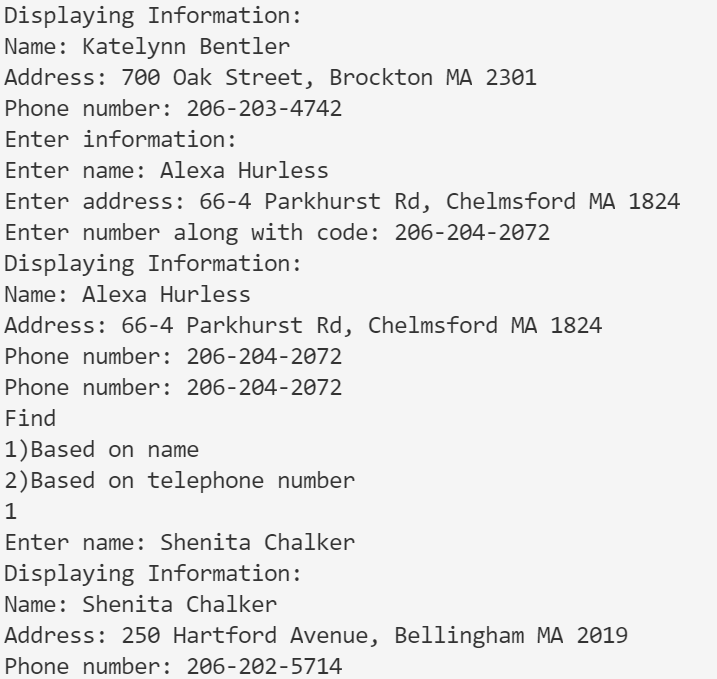 Displaying Information:
Name: Katelynn Bentler
Address: 700 Oak Street, Brockton MA 2301
Phone number: 206-203-4742
Enter information:
Enter name: Alexa Hurless
Enter address: 66-4 Parkhurst Rd, Chelmsford MA 1824
Enter number along with code: 206-204-2072
Displaying Information:
Name: Alexa Hurless
Address: 66-4 Parkhurst Rd, Chelmsford MA 1824
Phone number: 206-204-2072
Phone number: 206-204-2072
Find
1)Based on name
2)Based on telephone number
1
Enter name: Shenita Chalker
Displaying Information:
Name: Shenita Chalker
Address: 250 Hartford Avenue, Bellingham MA 2019
Phone number: 206-202-5714